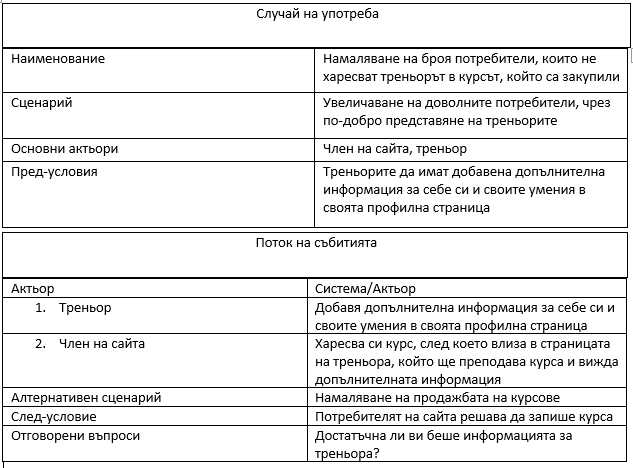 Случай на употреба
Наименование
Намаляване на броя потребители, които не
харесват треньорът в курсът, който са закупили
Сценарий
Увеличаване на доволните потребители, чрез
по-добро представяне на треньорите
Основни актьори
Член на сайта, треньор
Пред-условия
Треньорите да имат добавена допълнителна
информация за себе си и своите умения в
своята профилна страница
Поток на събитията
Актьор
Система/Актьор
1. Треньор
Добавя допълнителна информация за себе си и
своите умения в своята профилна страница
2. Член на сайта
Харесва си курс, след което влиза в страницата
на треньора, който ще преподава курса и вижда
допълнителната информация
Алтернативен сценарий
Намаляване на продажбата на курсове
След-условие
Потребителят на сайта решава да запише курса
Отговорени въпроси
Достатъчна ли ви беше информацията за
треньора?